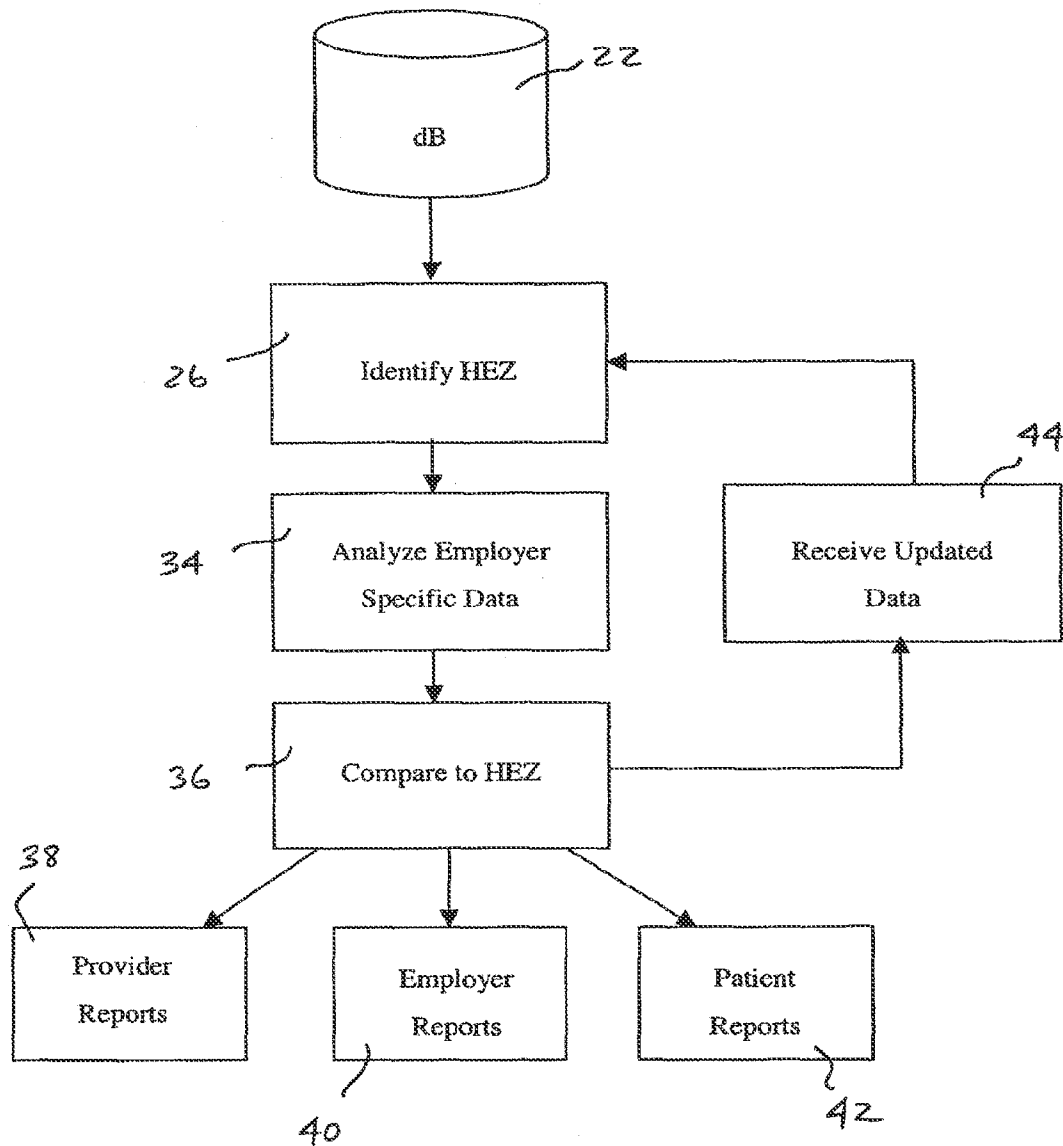 22
dB
26
Identify HEZ
44
34
Analyze Employer
Specific Data
Receive Updated
Data
36
Compare to HEZ
38
Provider
Reports
Employer
Reports
Patient
Reports
40
42